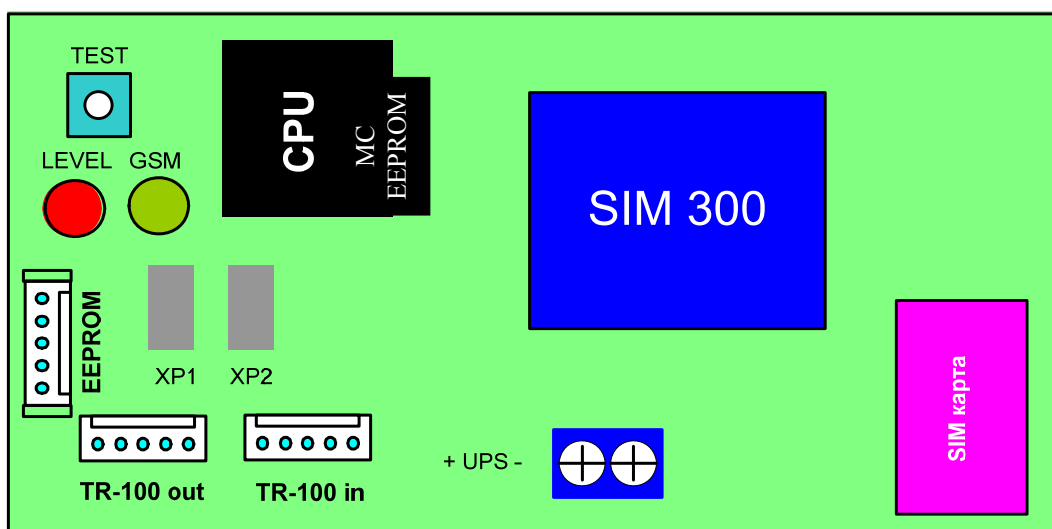 TEST
LEVEL GSM
CPU
MC
EEPROM
SIM 300
EEPROM
XP1 XP2
TR-100 out
TR-100 in
+ UPS -
SIM карта